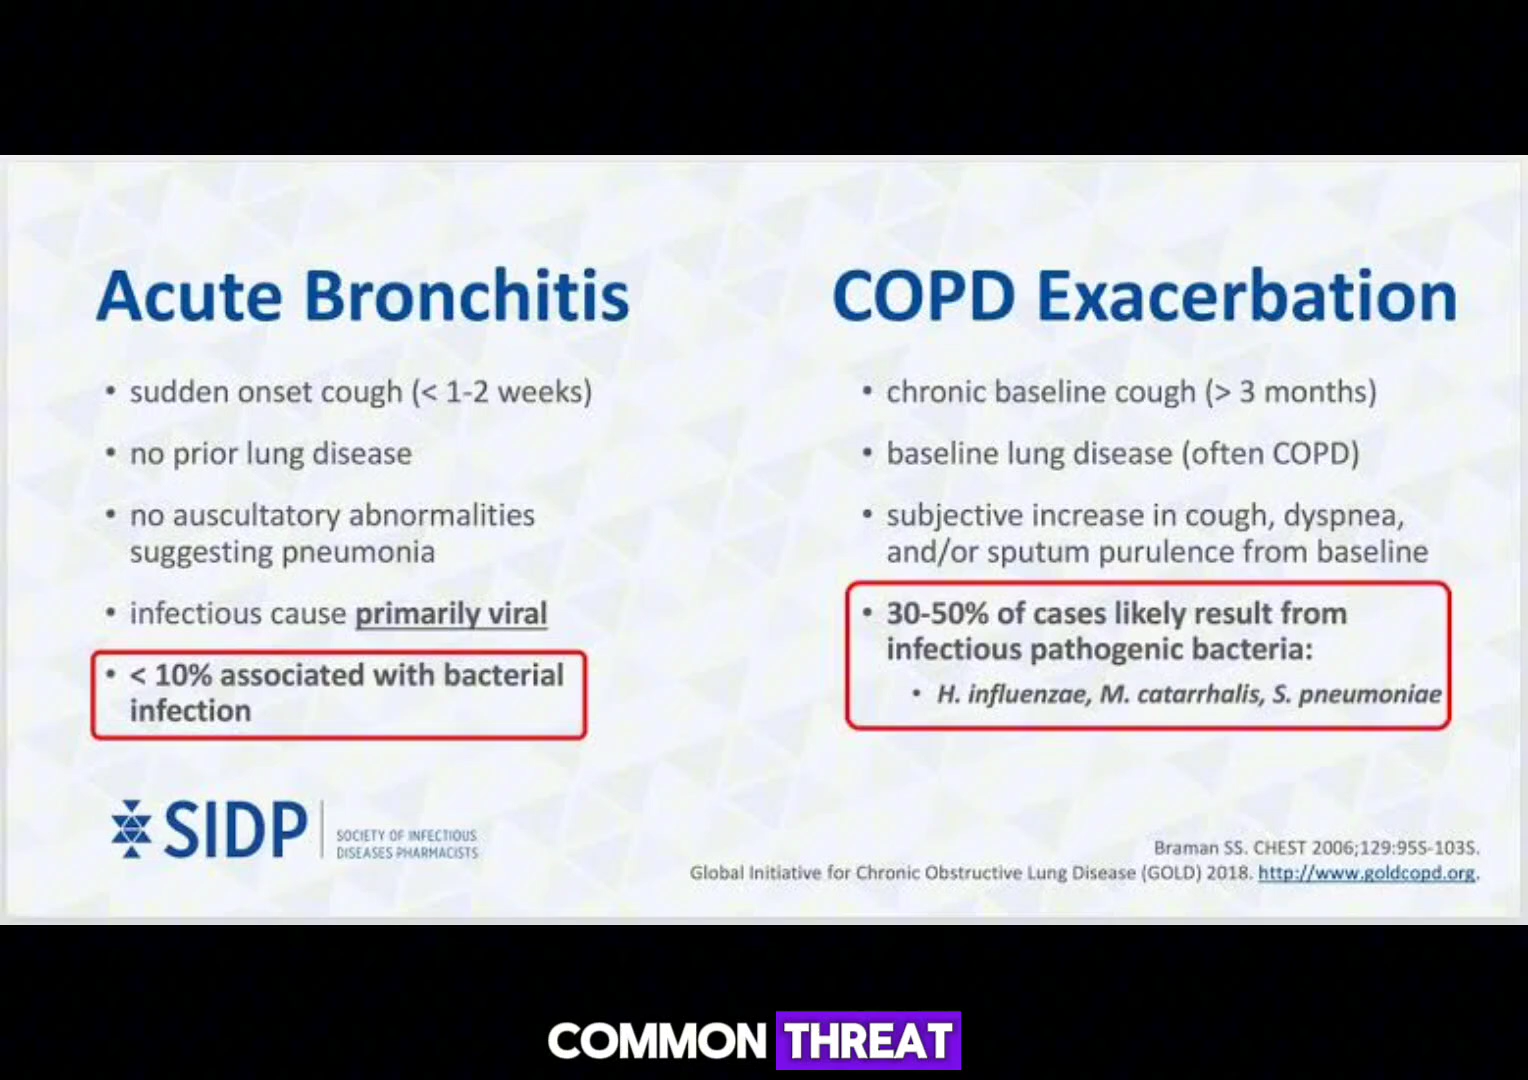 Acute Bronchitis
• sudden onset cough (< 1-2 weeks)
• no prior lung disease
• no auscultatory abnormalities
suggesting pneumonia
• infectious cause primarily viral
• < 10% associated with bacterial
infection
COPD Exacerbation
• chronic baseline cough (> 3 months)
• baseline lung disease (often COPD)
• subjective increase in cough, dyspnea,
and/or sputum purulence from baseline
• 30-50% of cases likely result from
infectious pathogenic bacteria:
• H. influenzae, M. catarrhalis, S. pneumoniae
SIDP
SOCIETY OF INFECTIOUS
DISEASES PHARMACISTS
Braman SS. CHEST 2006;129:95S-103S.
Global Initiative for Chronic Obstructive Lung Disease (GOLD) 2018. http://www.goldcopd.org.
COMMON THREAT